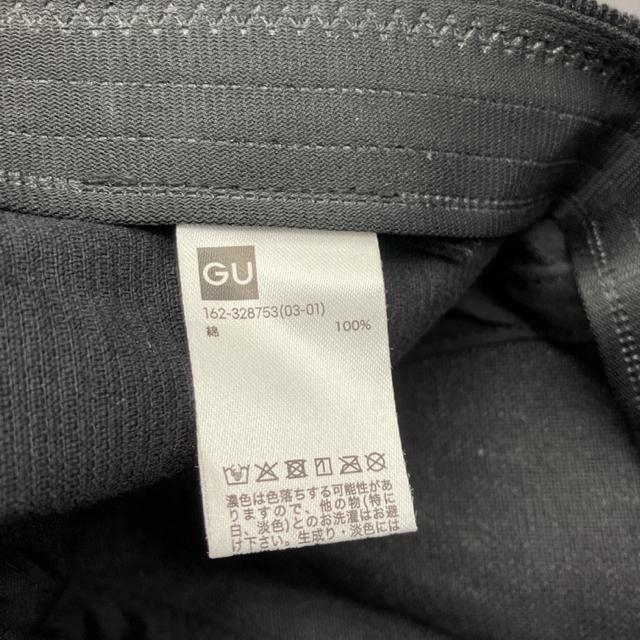 GU
162-328753(03-01)
綿 100%
濃色は色落ちする可能性があ
りますので、他の物(特に
白・淡色)とのお洗濯はお避
け下さい。生成り・淡色には